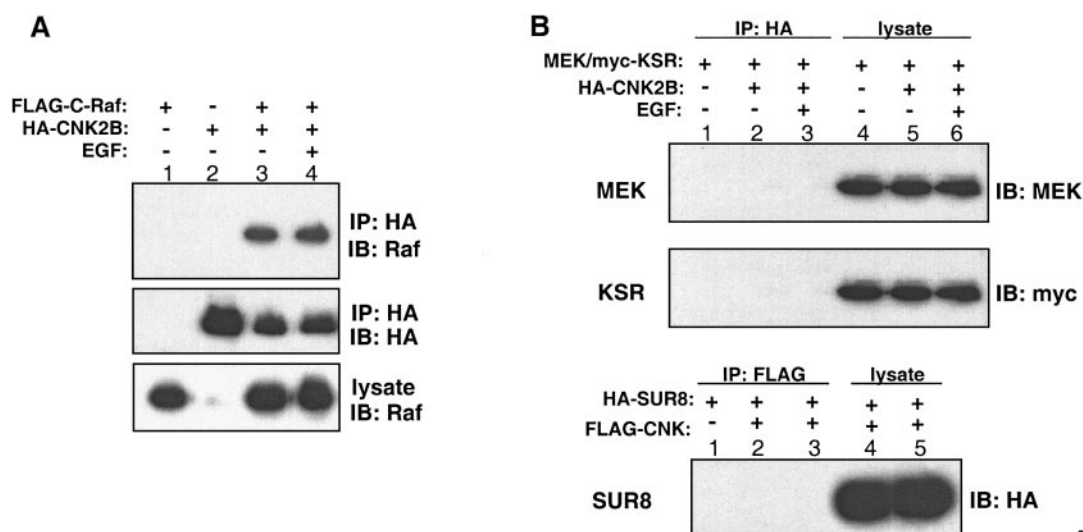 A
FLAG-C-Raf: + - + +
HA-CNK2B: - + + +
EGF: - - - +
1 2 3 4
IP: HA
IB: Raf
IP: HA
IB: HA
lysate
IB: Raf
B
IP: HA lysate
MEK/myc-KSR: + + + + + +
HA-CNK2B: - + + - + +
EGF: - - + - - +
1 2 3 4 5 6
MEK IB: MEK
KSR IB: myc
IP: FLAG lysate
HA-SUR8: + + + + +
FLAG-CNK: - + + + +
1 2 3 4 5
SUR8 IB: HA